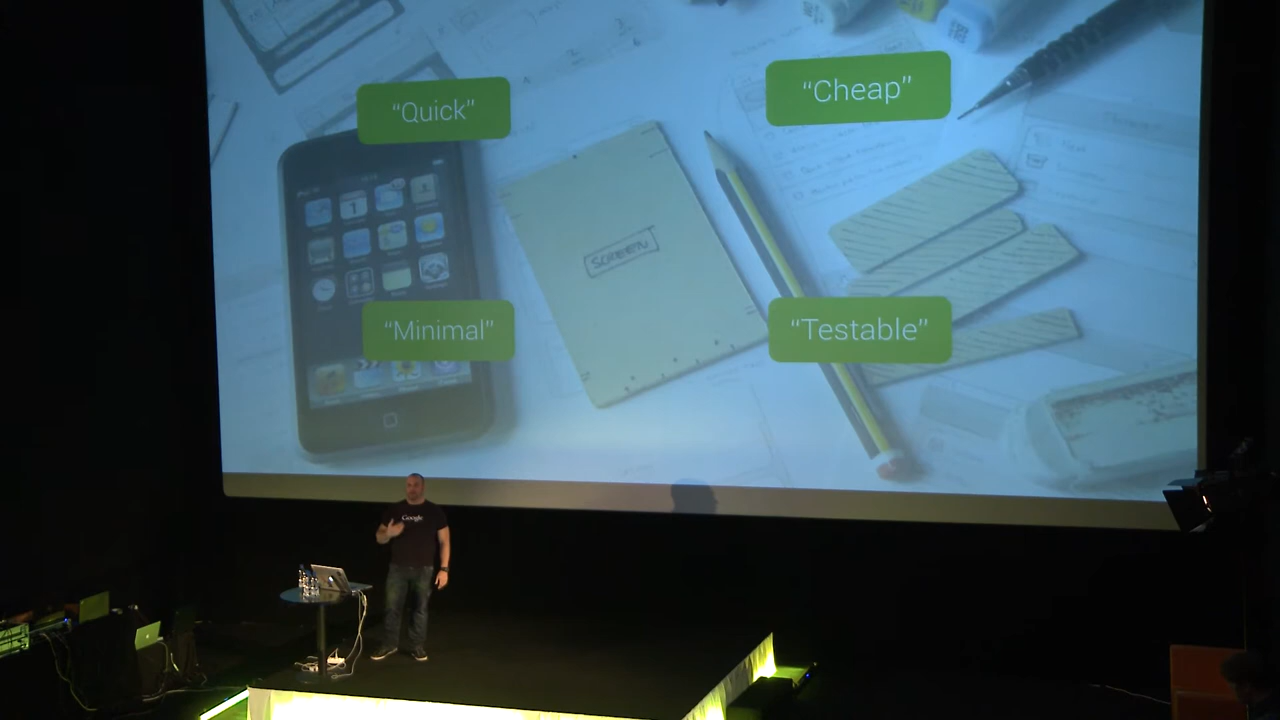 “Quick”
“Cheap”
SCREEN
“Minimal”
“Testable”
Google